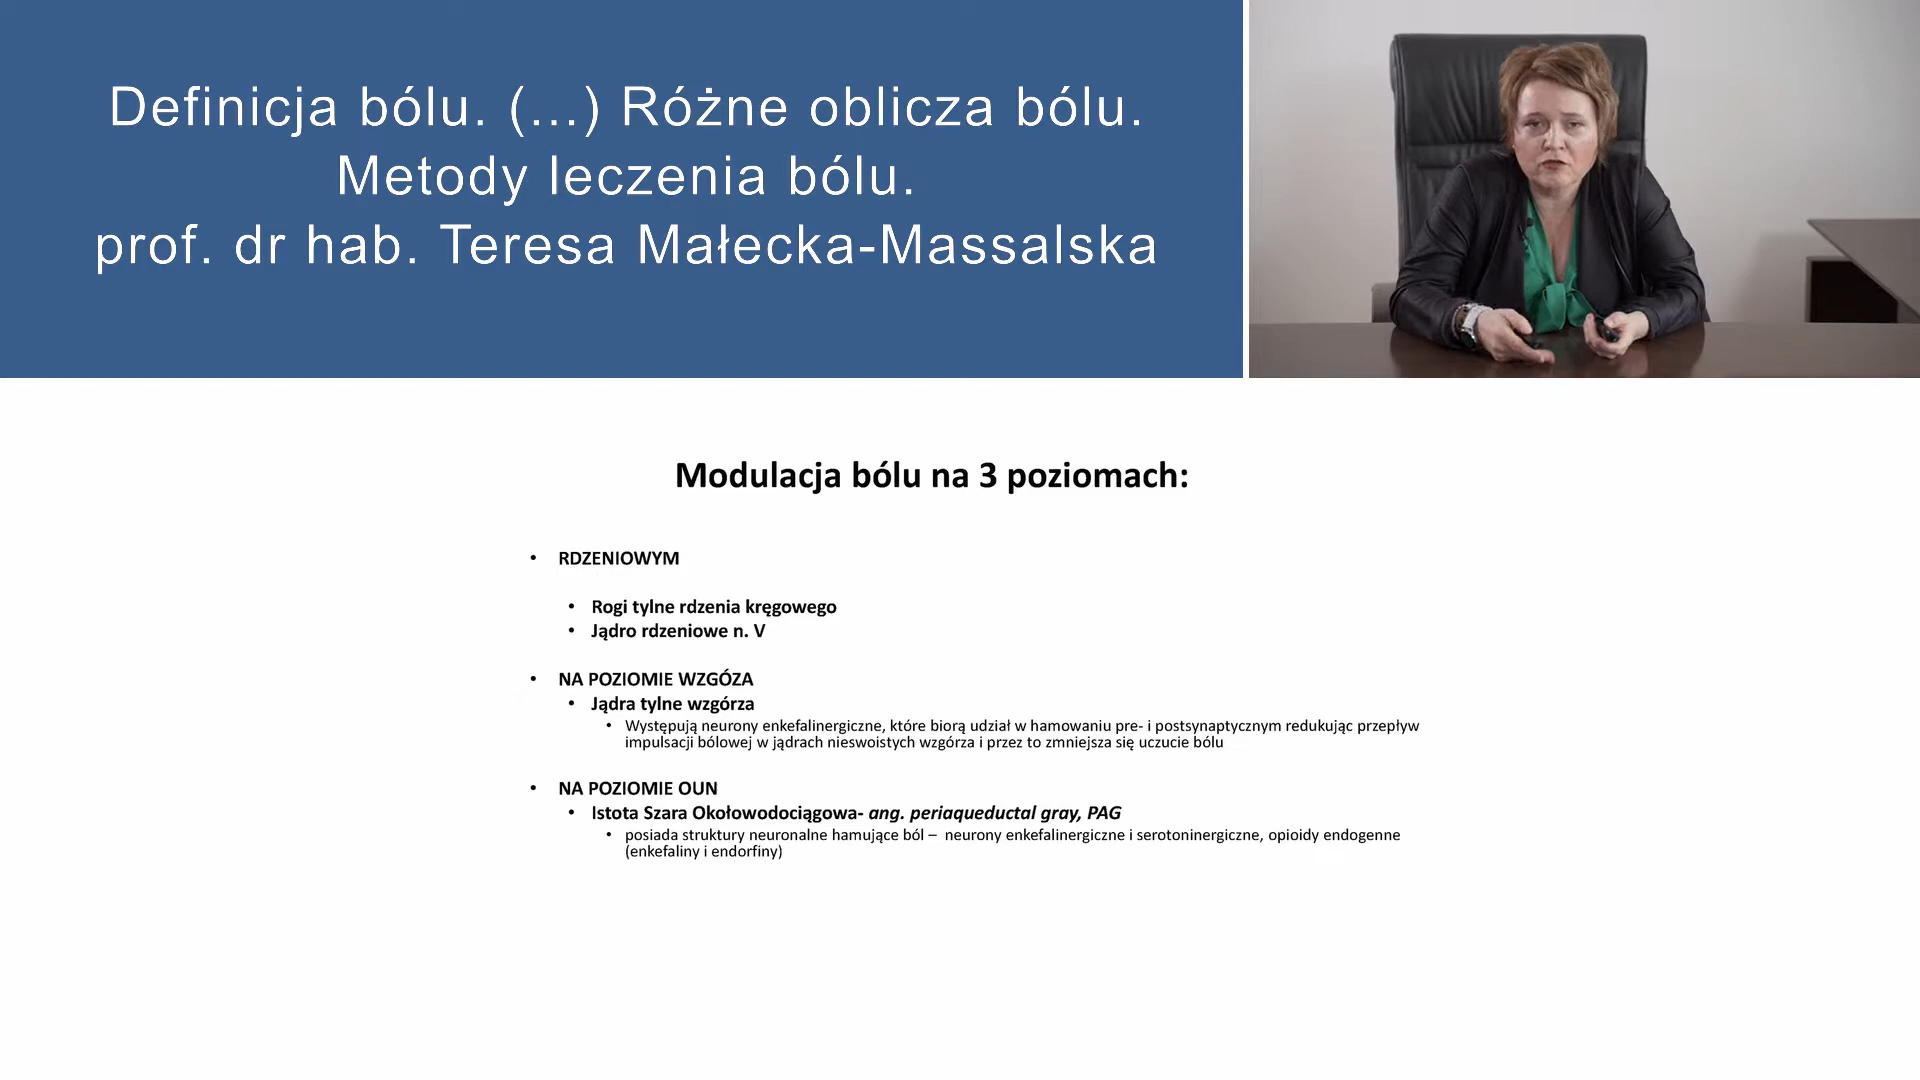 Definicja bólu. (...) Różne oblicza bólu.
Metody leczenia bólu.
prof. dr hab. Teresa Małecka-Massalska
Modulacja bólu na 3 poziomach:
• RDZENIOWYM
• Rogi tylne rdzenia kręgowego
• Jądro rdzeniowe n. V
• NA POZIOMIE WZGÓZA
• Jądra tylne wzgórza
• Występują neurony enkefalinergiczne, które biorą udział w hamowaniu pre- i postsynaptycznym redukując przepływ
impulsacji bólowej w jądrach nieswoistych wzgórza i przez to zmniejsza się uczucie bólu
• NA POZIOMIE OUN
• Istota Szara Okołowodociągowa- ang. periaqueductal gray, PAG
• posiada struktury neuronalne hamujące ból – neurony enkefalinergiczne i serotoninergiczne, opioidy endogenne
(enkefaliny i endorfiny)